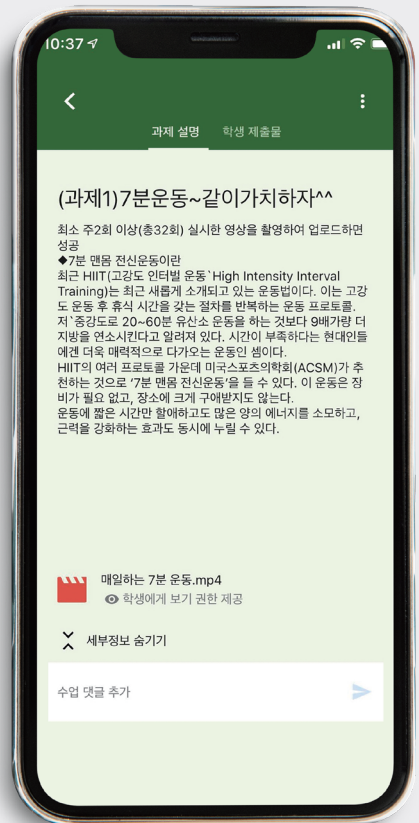 10:37
과제 설명 학생 제출물
(과제1)7분운동~같이가치하자^^
최소 주2회 이상(총32회) 실시한 영상을 촬영하여 업로드하면
성공
◆7분 맨몸 전신운동이란
최근 HIIT(고강도 인터벌 운동`High Intensity Interval
Training)는 최근 새롭게 소개되고 있는 운동법이다. 이는 고강
도 운동 후 휴식 시간을 갖는 절차를 반복하는 운동 프로토콜.
저`중강도로 20~60분 유산소 운동을 하는 것보다 9배가량 더
지방을 연소시킨다고 알려져 있다. 시간이 부족하다는 현대인들
에겐 더욱 매력적으로 다가오는 운동인 셈이다.
HIIT의 여러 프로토콜 가운데 미국스포츠의학회(ACSM)가 추
천하는 것으로 ‘7분 맨몸 전신운동’을 들 수 있다. 이 운동은 장
비가 필요 없고, 장소에 크게 구애받지도 않는다.
운동에 짧은 시간만 할애하고도 많은 양의 에너지를 소모하고,
근력을 강화하는 효과도 동시에 누릴 수 있다.
매일하는 7분 운동.mp4
학생에게 보기 권한 제공
세부정보 숨기기
수업 댓글 추가